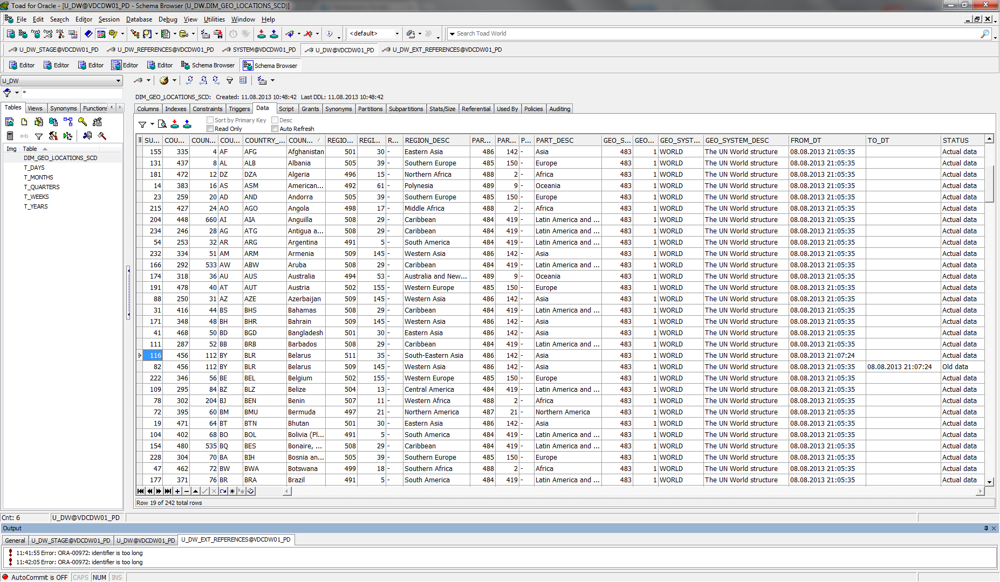 Toad for Oracle - [U_DW@VDCDW01_PD - Schema Browser (U_DW.DIM_GEO_LOCATIONS_SCD)]
File Edit Search Editor Session Database Debug View Utilities Window Help
<default> Search Toad World
U_DW_STAGE@VDCDW01_PD U_DW_REFERENCES@VDCDW01_PD SYSTEM@VDCDW01_PD U_DW@VDCDW01_PD U_DW_EXT_REFERENCES@VDCDW01_PD
Editor Editor Editor Editor Editor Schema Browser Schema Browser
U_DW
*
Tables Views Synonyms Functions
Img Table
DIM_GEO_LOCATIONS_SCD
T_DAYS
T_MONTHS
T_QUARTERS
T_WEEKS
T_YEARS
DIM_GEO_LOCATIONS_SCD: Created: 11.08.2013 10:48:42 Last DDL: 11.08.2013 10:48:42
Columns Indexes Constraints Triggers Data Script Grants Synonyms Partitions Subpartitions Stats/Size Referential Used By Policies Auditing
Sort by Primary Key Desc
Read Only Auto Refresh
SU... COU... COUN... COU... COUNTRY_... COUN... REGIO... REGI... R... REGION_DESC PAR... PAR... P... PART_DESC GEO_S... GEO... GEO_SYST... GEO_SYSTEM_DESC FROM_DT TO_DT STATUS
155 335 4 AF AFG Afghanistan 501 30 - Eastern Asia 486 142 - Asia 483 1 WORLD The UN World structure 08.08.2013 21:05:35 Actual data
131 437 8 AL ALB Albania 505 39 - Southern Europe 485 150 - Europe 483 1 WORLD The UN World structure 08.08.2013 21:05:35 Actual data
181 472 12 DZ DZA Algeria 496 15 - Northern Africa 488 2 - Africa 483 1 WORLD The UN World structure 08.08.2013 21:05:35 Actual data
14 383 16 AS ASM American... 492 61 - Polynesia 489 9 - Oceania 483 1 WORLD The UN World structure 08.08.2013 21:05:35 Actual data
23 259 20 AD AND Andorra 505 39 - Southern Europe 485 150 - Europe 483 1 WORLD The UN World structure 08.08.2013 21:05:35 Actual data
215 427 24 AO AGO Angola 498 17 - Middle Africa 488 2 - Africa 483 1 WORLD The UN World structure 08.08.2013 21:05:35 Actual data
204 448 660 AI AIA Anguilla 508 29 - Caribbean 484 419 - Latin America and ... 483 1 WORLD The UN World structure 08.08.2013 21:05:35 Actual data
234 246 28 AG ATG Antigua a... 508 29 - Caribbean 484 419 - Latin America and ... 483 1 WORLD The UN World structure 08.08.2013 21:05:35 Actual data
54 253 32 AR ARG Argentina 491 5 - South America 484 419 - Latin America and ... 483 1 WORLD The UN World structure 08.08.2013 21:05:35 Actual data
232 334 51 AM ARM Armenia 509 145 - Western Asia 486 142 - Asia 483 1 WORLD The UN World structure 08.08.2013 21:05:35 Actual data
166 292 533 AW ABW Aruba 508 29 - Caribbean 484 419 - Latin America and ... 483 1 WORLD The UN World structure 08.08.2013 21:05:35 Actual data
174 318 36 AU AUS Australia 494 53 - Australia and New... 489 9 - Oceania 483 1 WORLD The UN World structure 08.08.2013 21:05:35 Actual data
191 478 40 AT AUT Austria 502 155 - Western Europe 485 150 - Europe 483 1 WORLD The UN World structure 08.08.2013 21:05:35 Actual data
88 250 31 AZ AZE Azerbaijan 509 145 - Western Asia 486 142 - Asia 483 1 WORLD The UN World structure 08.08.2013 21:05:35 Actual data
31 416 44 BS BHS Bahamas 508 29 - Caribbean 484 419 - Latin America and ... 483 1 WORLD The UN World structure 08.08.2013 21:05:35 Actual data
171 348 48 BH BHR Bahrain 509 145 - Western Asia 486 142 - Asia 483 1 WORLD The UN World structure 08.08.2013 21:05:35 Actual data
41 468 50 BD BGD Bangladesh 501 30 - Eastern Asia 486 142 - Asia 483 1 WORLD The UN World structure 08.08.2013 21:05:35 Actual data
111 287 52 BB BRB Barbados 508 29 - Caribbean 484 419 - Latin America and ... 483 1 WORLD The UN World structure 08.08.2013 21:05:35 Actual data
116 456 112 BY BLR Belarus 511 35 - South-Eastern Asia 486 142 - Asia 483 1 WORLD The UN World structure 08.08.2013 21:07:24 Actual data
82 456 112 BY BLR Belarus 509 145 - Western Asia 486 142 - Asia 483 1 WORLD The UN World structure 08.08.2013 21:05:35 08.08.2013 21:07:24 Old data
222 346 56 BE BEL Belgium 502 155 - Western Europe 485 150 - Europe 483 1 WORLD The UN World structure 08.08.2013 21:05:35 Actual data
109 295 84 BZ BLZ Belize 504 13 - Central America 484 419 - Latin America and ... 483 1 WORLD The UN World structure 08.08.2013 21:05:35 Actual data
78 302 204 BJ BEN Benin 507 11 - Western Africa 488 2 - Africa 483 1 WORLD The UN World structure 08.08.2013 21:05:35 Actual data
72 395 60 BM BMU Bermuda 497 21 - Northern America 487 21 - Northern America 483 1 WORLD The UN World structure 08.08.2013 21:05:35 Actual data
19 471 64 BT BTN Bhutan 501 30 - Eastern Asia 486 142 - Asia 483 1 WORLD The UN World structure 08.08.2013 21:05:35 Actual data
104 402 68 BO BOL Bolivia (Pl... 491 5 - South America 484 419 - Latin America and ... 483 1 WORLD The UN World structure 08.08.2013 21:05:35 Actual data
154 480 535 BQ BES Bonaire, ... 508 29 - Caribbean 484 419 - Latin America and ... 483 1 WORLD The UN World structure 08.08.2013 21:05:35 Actual data
228 304 70 BA BIH Bosnia an... 505 39 - Southern Europe 485 150 - Europe 483 1 WORLD The UN World structure 08.08.2013 21:05:35 Actual data
47 462 72 BW BWA Botswana 499 18 - Southern Africa 488 2 - Africa 483 1 WORLD The UN World structure 08.08.2013 21:05:35 Actual data
177 371 76 BR BRA Brazil 491 5 - South America 484 419 - Latin America and ... 483 1 WORLD The UN World structure 08.08.2013 21:05:35 Actual data
Row 19 of 242 total rows
Cnt: 6 U_DW@VDCDW01_PD
Output
General U_DW_STAGE@VDCDW01_PD U_DW@VDCDW01_PD U_DW_EXT_REFERENCES@VDCDW01_PD
11:41:55 Error: ORA-00972: identifier is too long
11:42:05 Error: ORA-00972: identifier is too long
AutoCommit is OFF CAPS NUM INS